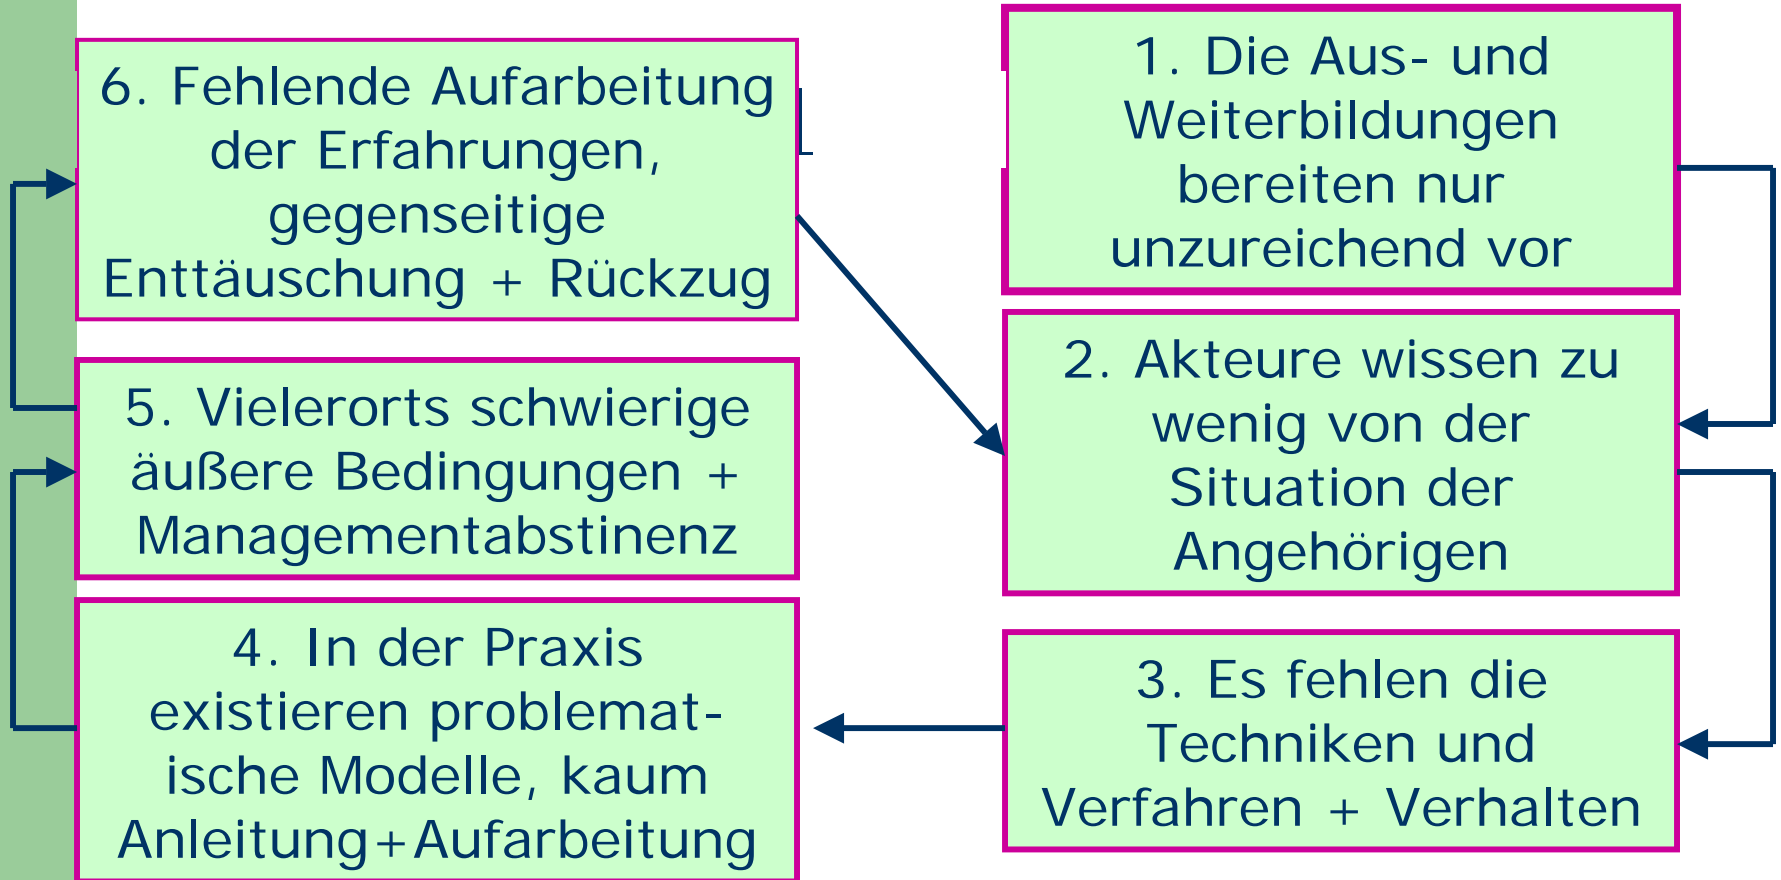 6. Fehlende Aufarbeitung
der Erfahrungen,
gegenseitige
Enttäuschung + Rückzug
1. Die Aus- und
Weiterbildungen
bereiten nur
unzureichend vor
5. Vielerorts schwierige
äußere Bedingungen +
Managementabstinenz
2. Akteure wissen zu
wenig von der
Situation der
Angehörigen
4. In der Praxis
existieren problemat-
ische Modelle, kaum
Anleitung+Aufarbeitung
3. Es fehlen die
Techniken und
Verfahren + Verhalten